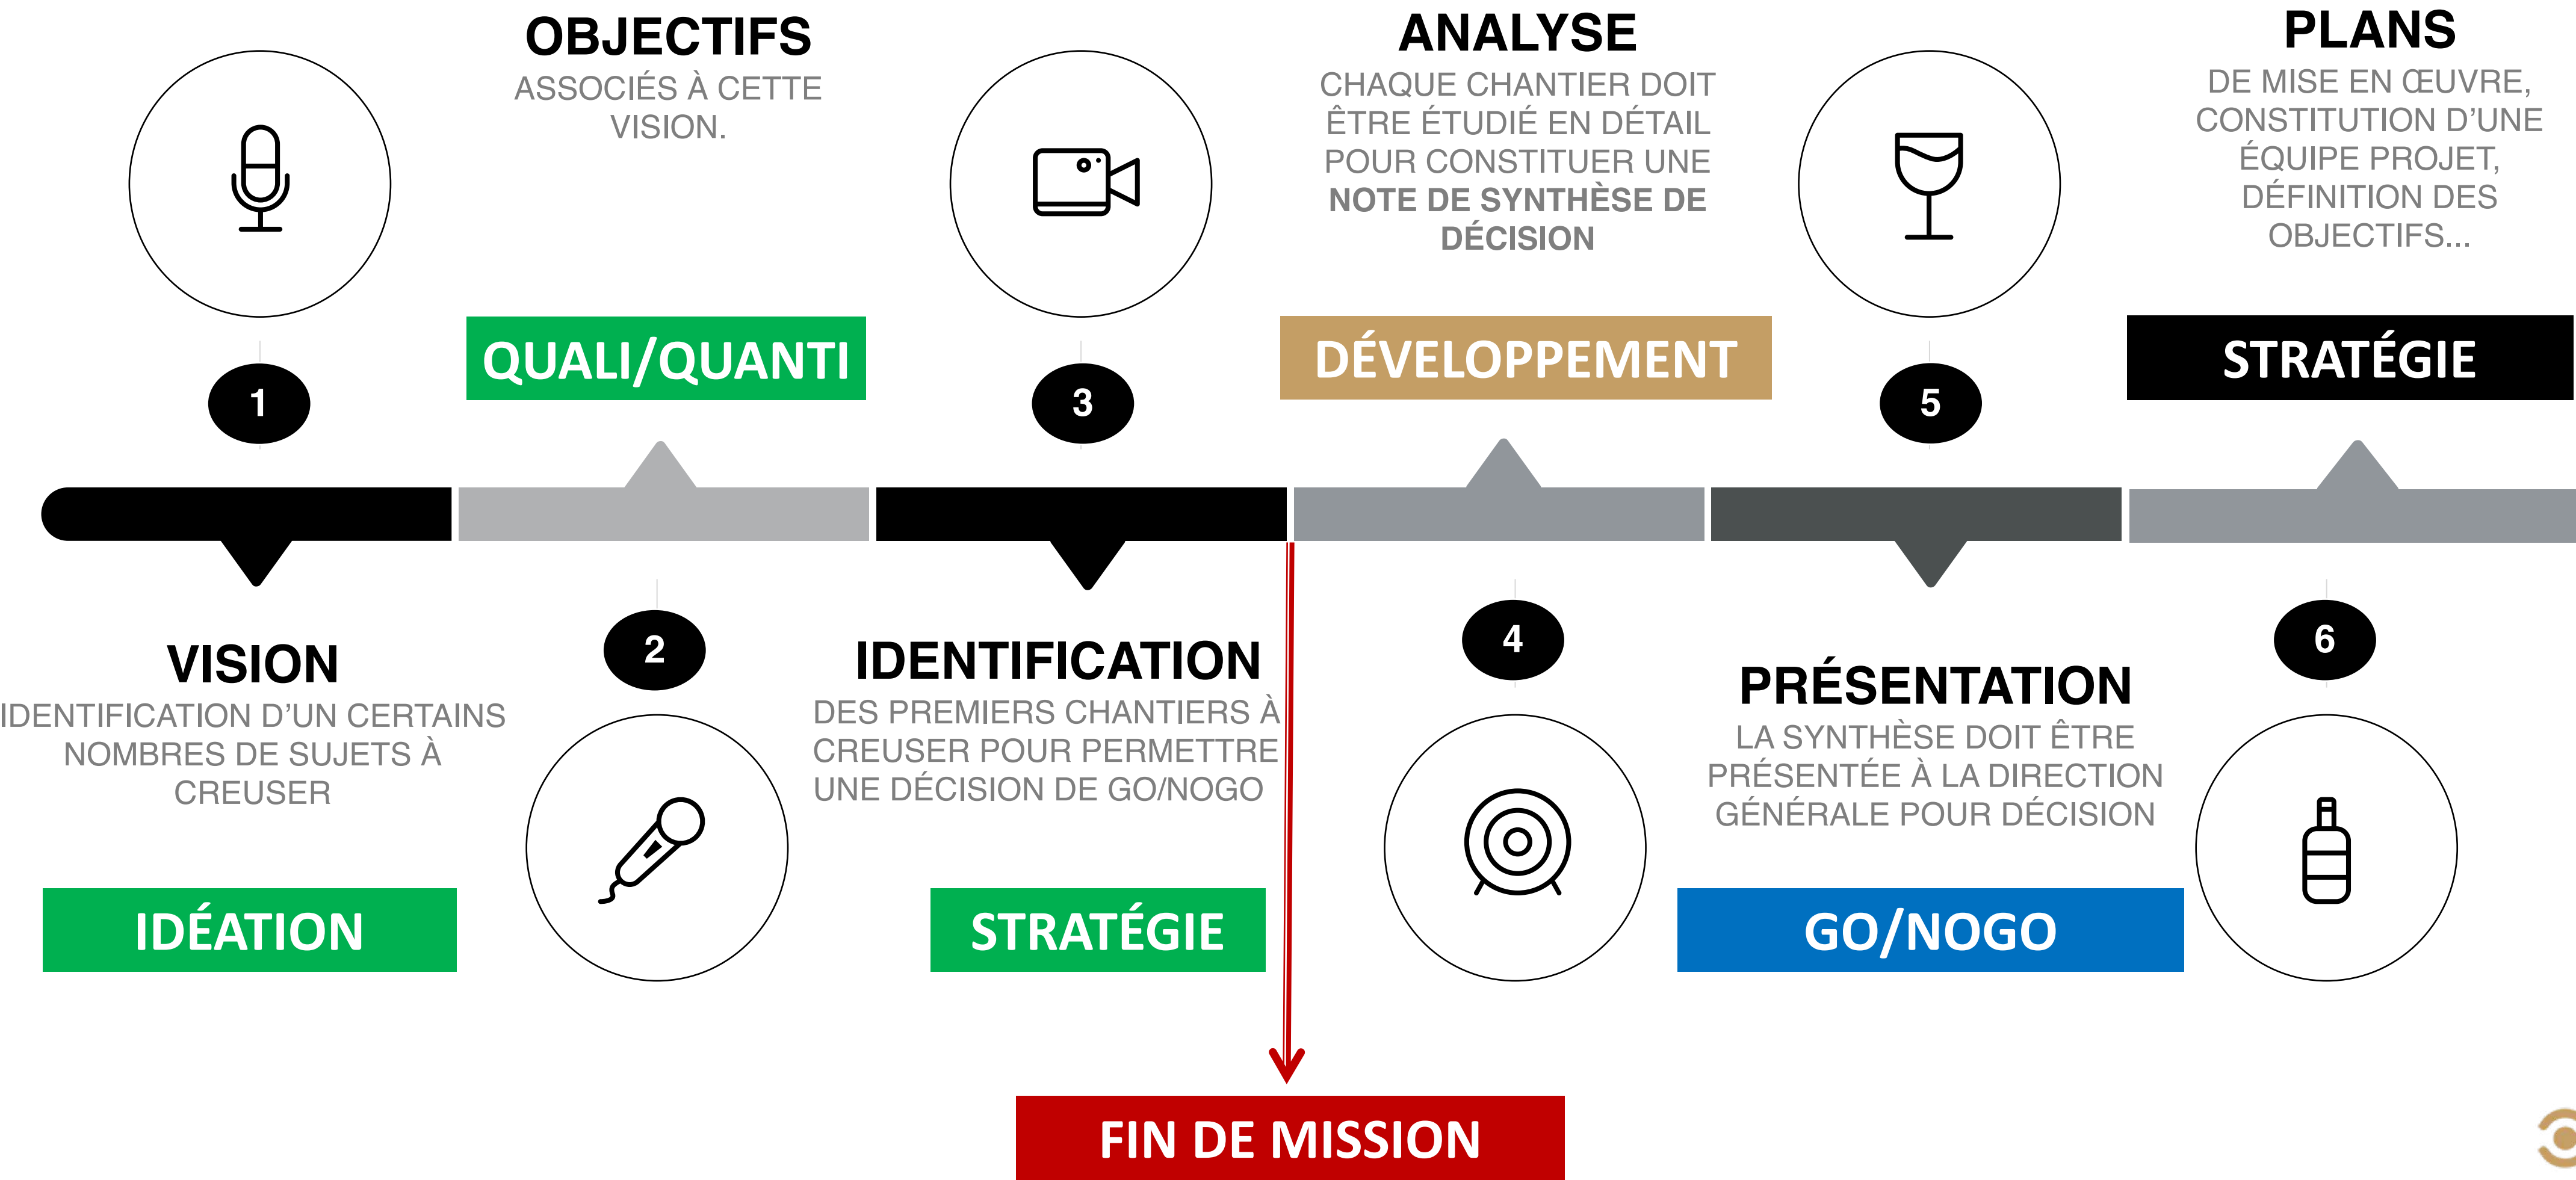 OBJECTIFS
ASSOCIÉS À CETTE
VISION.
QUALI/QUANTI
ANALYSE
CHAQUE CHANTIER DOIT
ÊTRE ÉTUDIÉ EN DÉTAIL
POUR CONSTITUER UNE
NOTE DE SYNTHÈSE DE
DÉCISION
DÉVELOPPEMENT
PLANS
DE MISE EN ŒUVRE,
CONSTITUTION D'UNE
ÉQUIPE PROJET,
DÉFINITION DES
OBJECTIFS...
STRATÉGIE
1
3
5
2
4
6
VISION
IDENTIFICATION D'UN CERTAINS
NOMBRES DE SUJETS À
CREUSER
IDÉATION
IDENTIFICATION
DES PREMIERS CHANTIERS À
CREUSER POUR PERMETTRE
UNE DÉCISION DE GO/NOGO
STRATÉGIE
PRÉSENTATION
LA SYNTHÈSE DOIT ÊTRE
PRÉSENTÉE À LA DIRECTION
GÉNÉRALE POUR DÉCISION
GO/NOGO
FIN DE MISSION